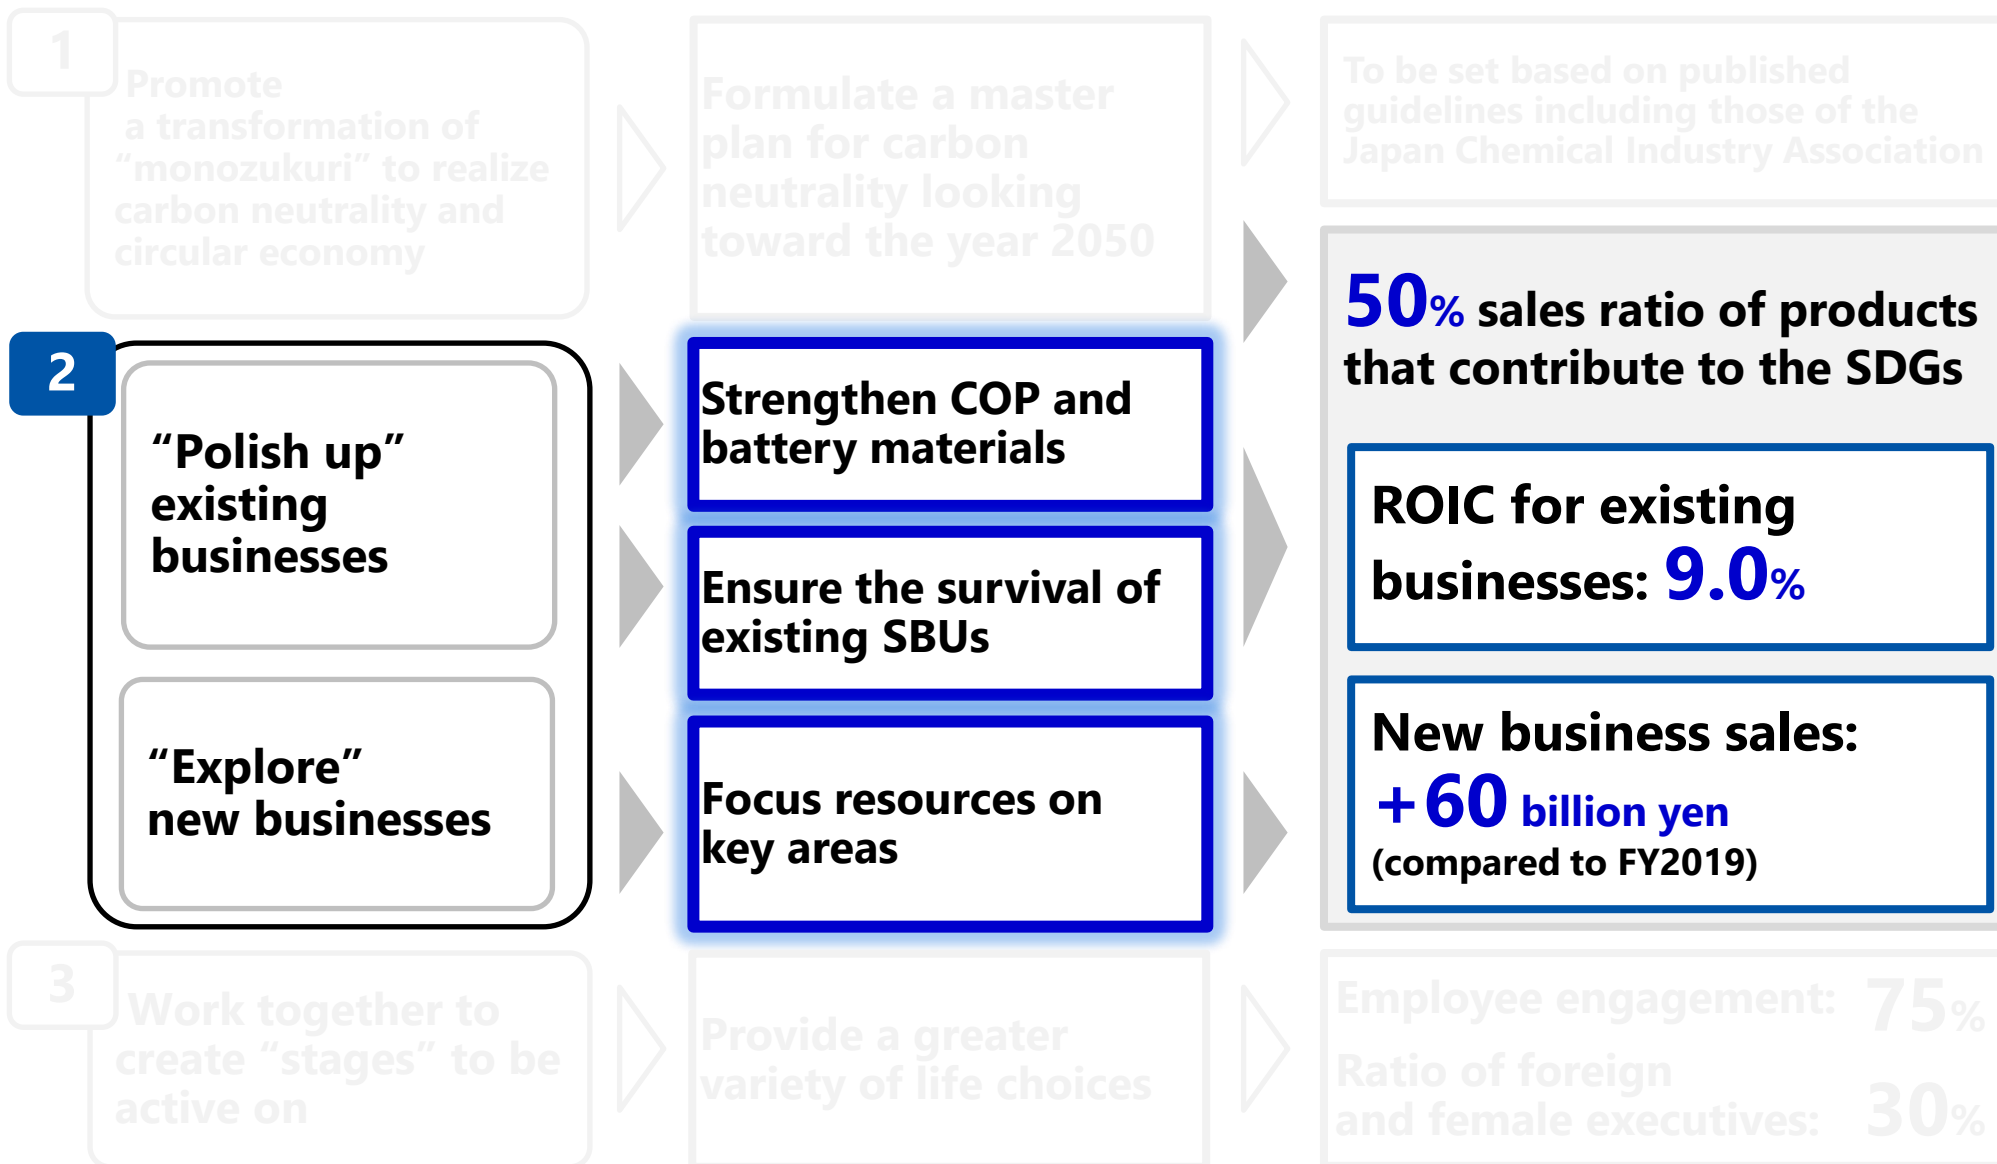 1
Promote
a transformation of
“monozukuri” to realize
carbon neutrality and
circular economy
Formulate a master
plan for carbon
neutrality looking
toward the year 2050
To be set based on published
guidelines including those of the
Japan Chemical Industry Association
2
“Polish up”
existing
businesses
“Explore”
new businesses
Strengthen COP and
battery materials
Ensure the survival of
existing SBUs
Focus resources on
key areas
50% sales ratio of products
that contribute to the SDGs
ROIC for existing
businesses: 9.0%
New business sales:
+60 billion yen
(compared to FY2019)
3
Work together to
create “stages” to be
active on
Provide a greater
variety of life choices
Employee engagement: 75%
Ratio of foreign
and female executives: 30%